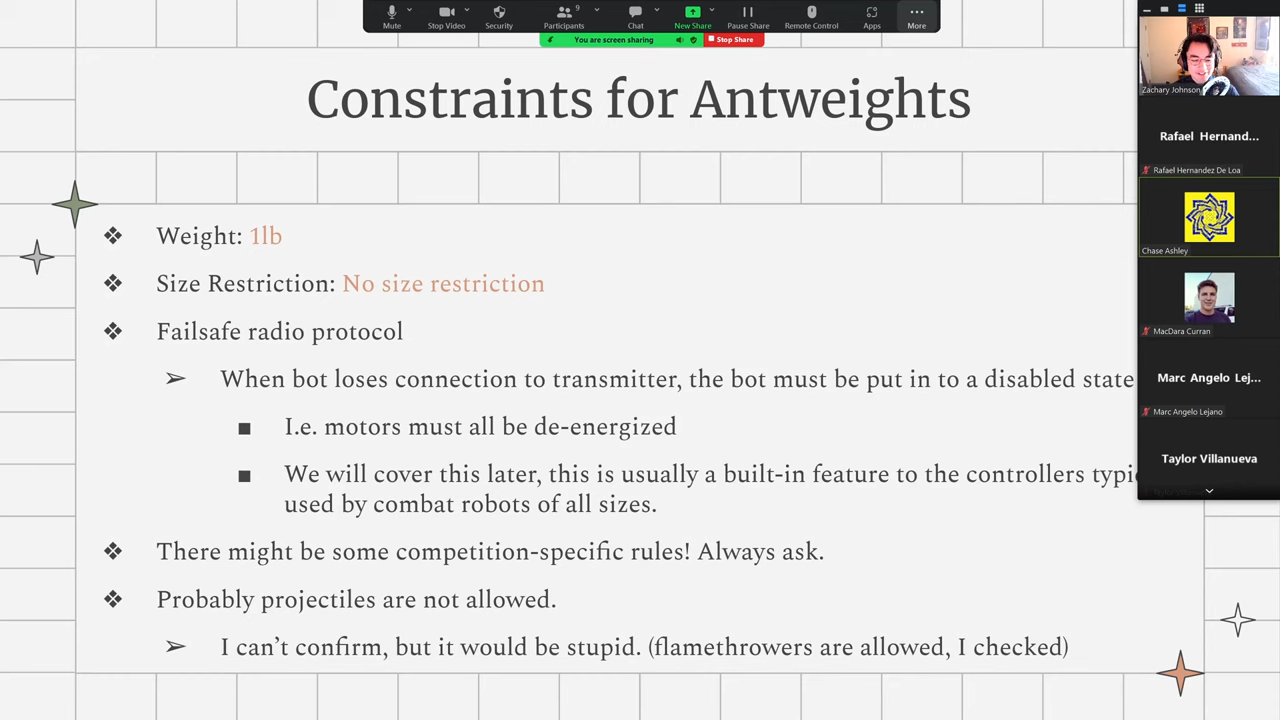 Mute
Stop Video
Security
Participants
9
Chat
New Share
Pause Share
Remote Control
Apps
More
You are screen sharing
Stop Share
Constraints for Antweights
Weight: 1lb
Size Restriction: No size restriction
Failsafe radio protocol
When bot loses connection to transmitter, the bot must be put in to a disabled state
I.e. motors must all be de-energized
We will cover this later, this is usually a built-in feature to the controllers typic
used by combat robots of all sizes.
There might be some competition-specific rules! Always ask.
Probably projectiles are not allowed.
I can’t confirm, but it would be stupid. (flamethrowers are allowed, I checked)
Zachary Johnson
Rafael Hernand...
Rafael Hernandez De Loa
Chase Ashley
MacDara Curran
Marc Angelo Lej...
Marc Angelo Lejano
Taylor Villanueva